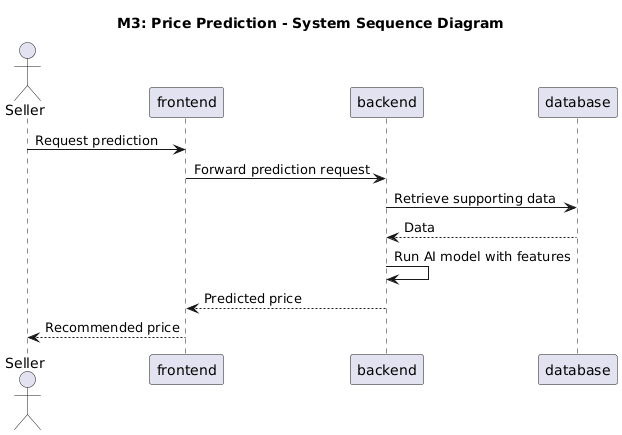 M3: Price Prediction - System Sequence Diagram
Seller
frontend
backend
database
Request prediction
Forward prediction request
Retrieve supporting data
Data
Run AI model with features
Predicted price
Recommended price
Seller
frontend
backend
database